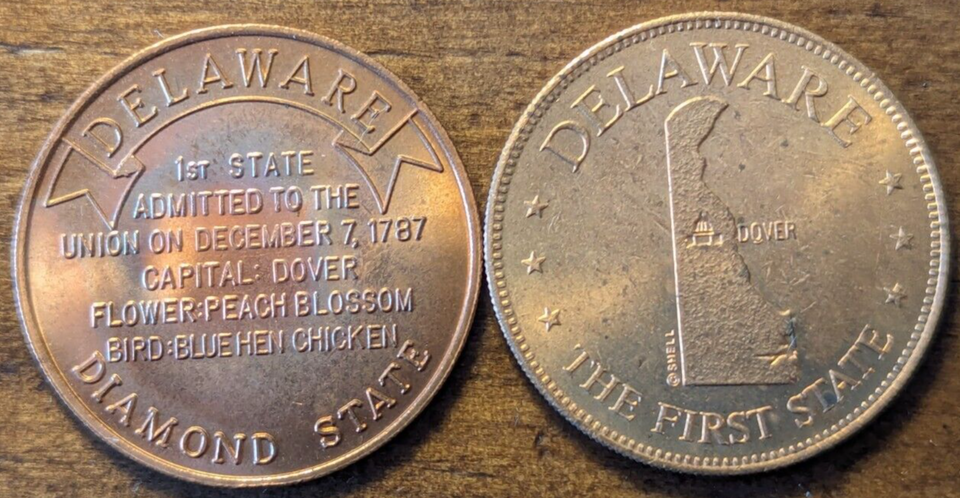 DELAWARE
1ST STATE
ADMITTED TO THE
UNION ON DECEMBER 7, 1787
CAPITAL: DOVER
FLOWER:PEACH BLOSSOM
BIRD:BLUE HEN CHICKEN
DIAMOND STATE
DELAWARE
DOVER
©SHELL
THE FIRST STATE